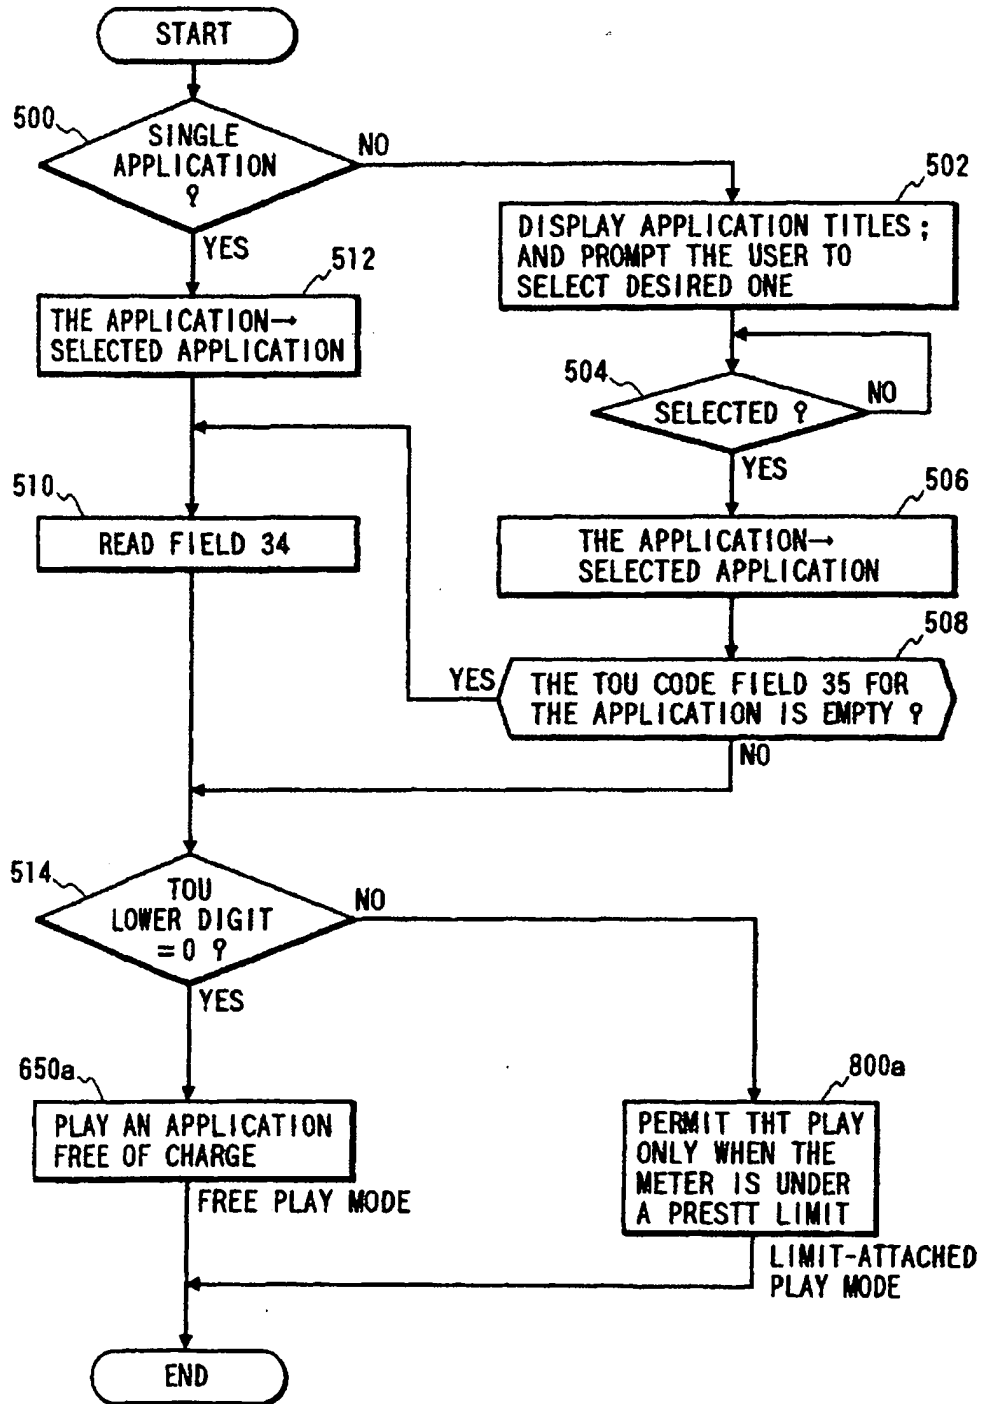 START
500
SINGLE
APPLICATION
?
NO
YES
502
DISPLAY APPLICATION TITLES;
AND PROMPT THE USER TO
SELECT DESIRED ONE
512
THE APPLICATION→
SELECTED APPLICATION
504
SELECTED ?
NO
YES
510
READ FIELD 34
506
THE APPLICATION→
SELECTED APPLICATION
508
YES
THE TOU CODE FIELD 35 FOR
THE APPLICATION IS EMPTY ?
NO
514
TOU
LOWER DIGIT
=0 ?
NO
YES
650a
PLAY AN APPLICATION
FREE OF CHARGE
FREE PLAY MODE
800a
PERMIT THT PLAY
ONLY WHEN THE
METER IS UNDER
A PRESTT LIMIT
LIMIT-ATTACHED
PLAY MODE
END